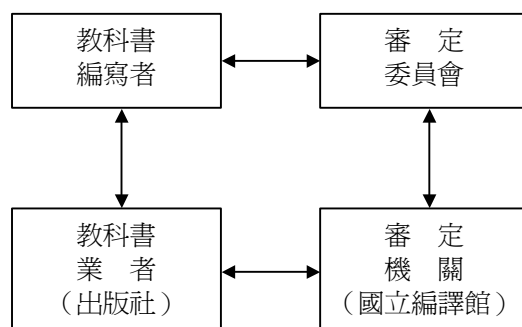 教科書
編寫者
審　定
委員會
教科書
業　者
（出版社）
審　定
機　關
（國立編譯館）